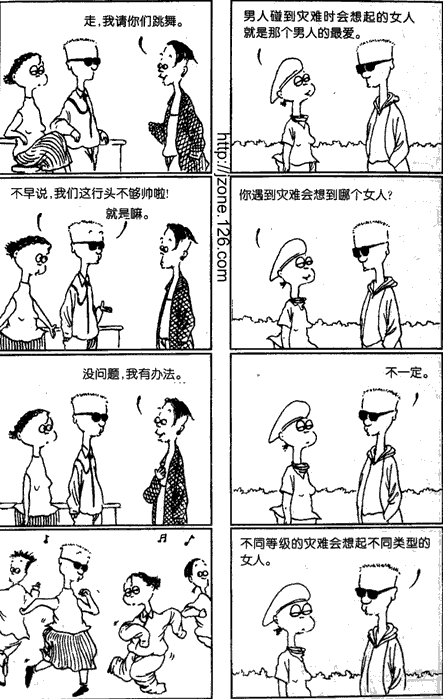 走，我请你们跳舞。
不早说，我们这行头不够帅啦！
就是嘛。
没问题，我有办法。
http://jzone.126.com
男人碰到灾难时会想起的女人
就是那个男人的最爱。
你遇到灾难会想到哪个女人？
不一定。
不同等级的灾难会想起不同类型的
女人。